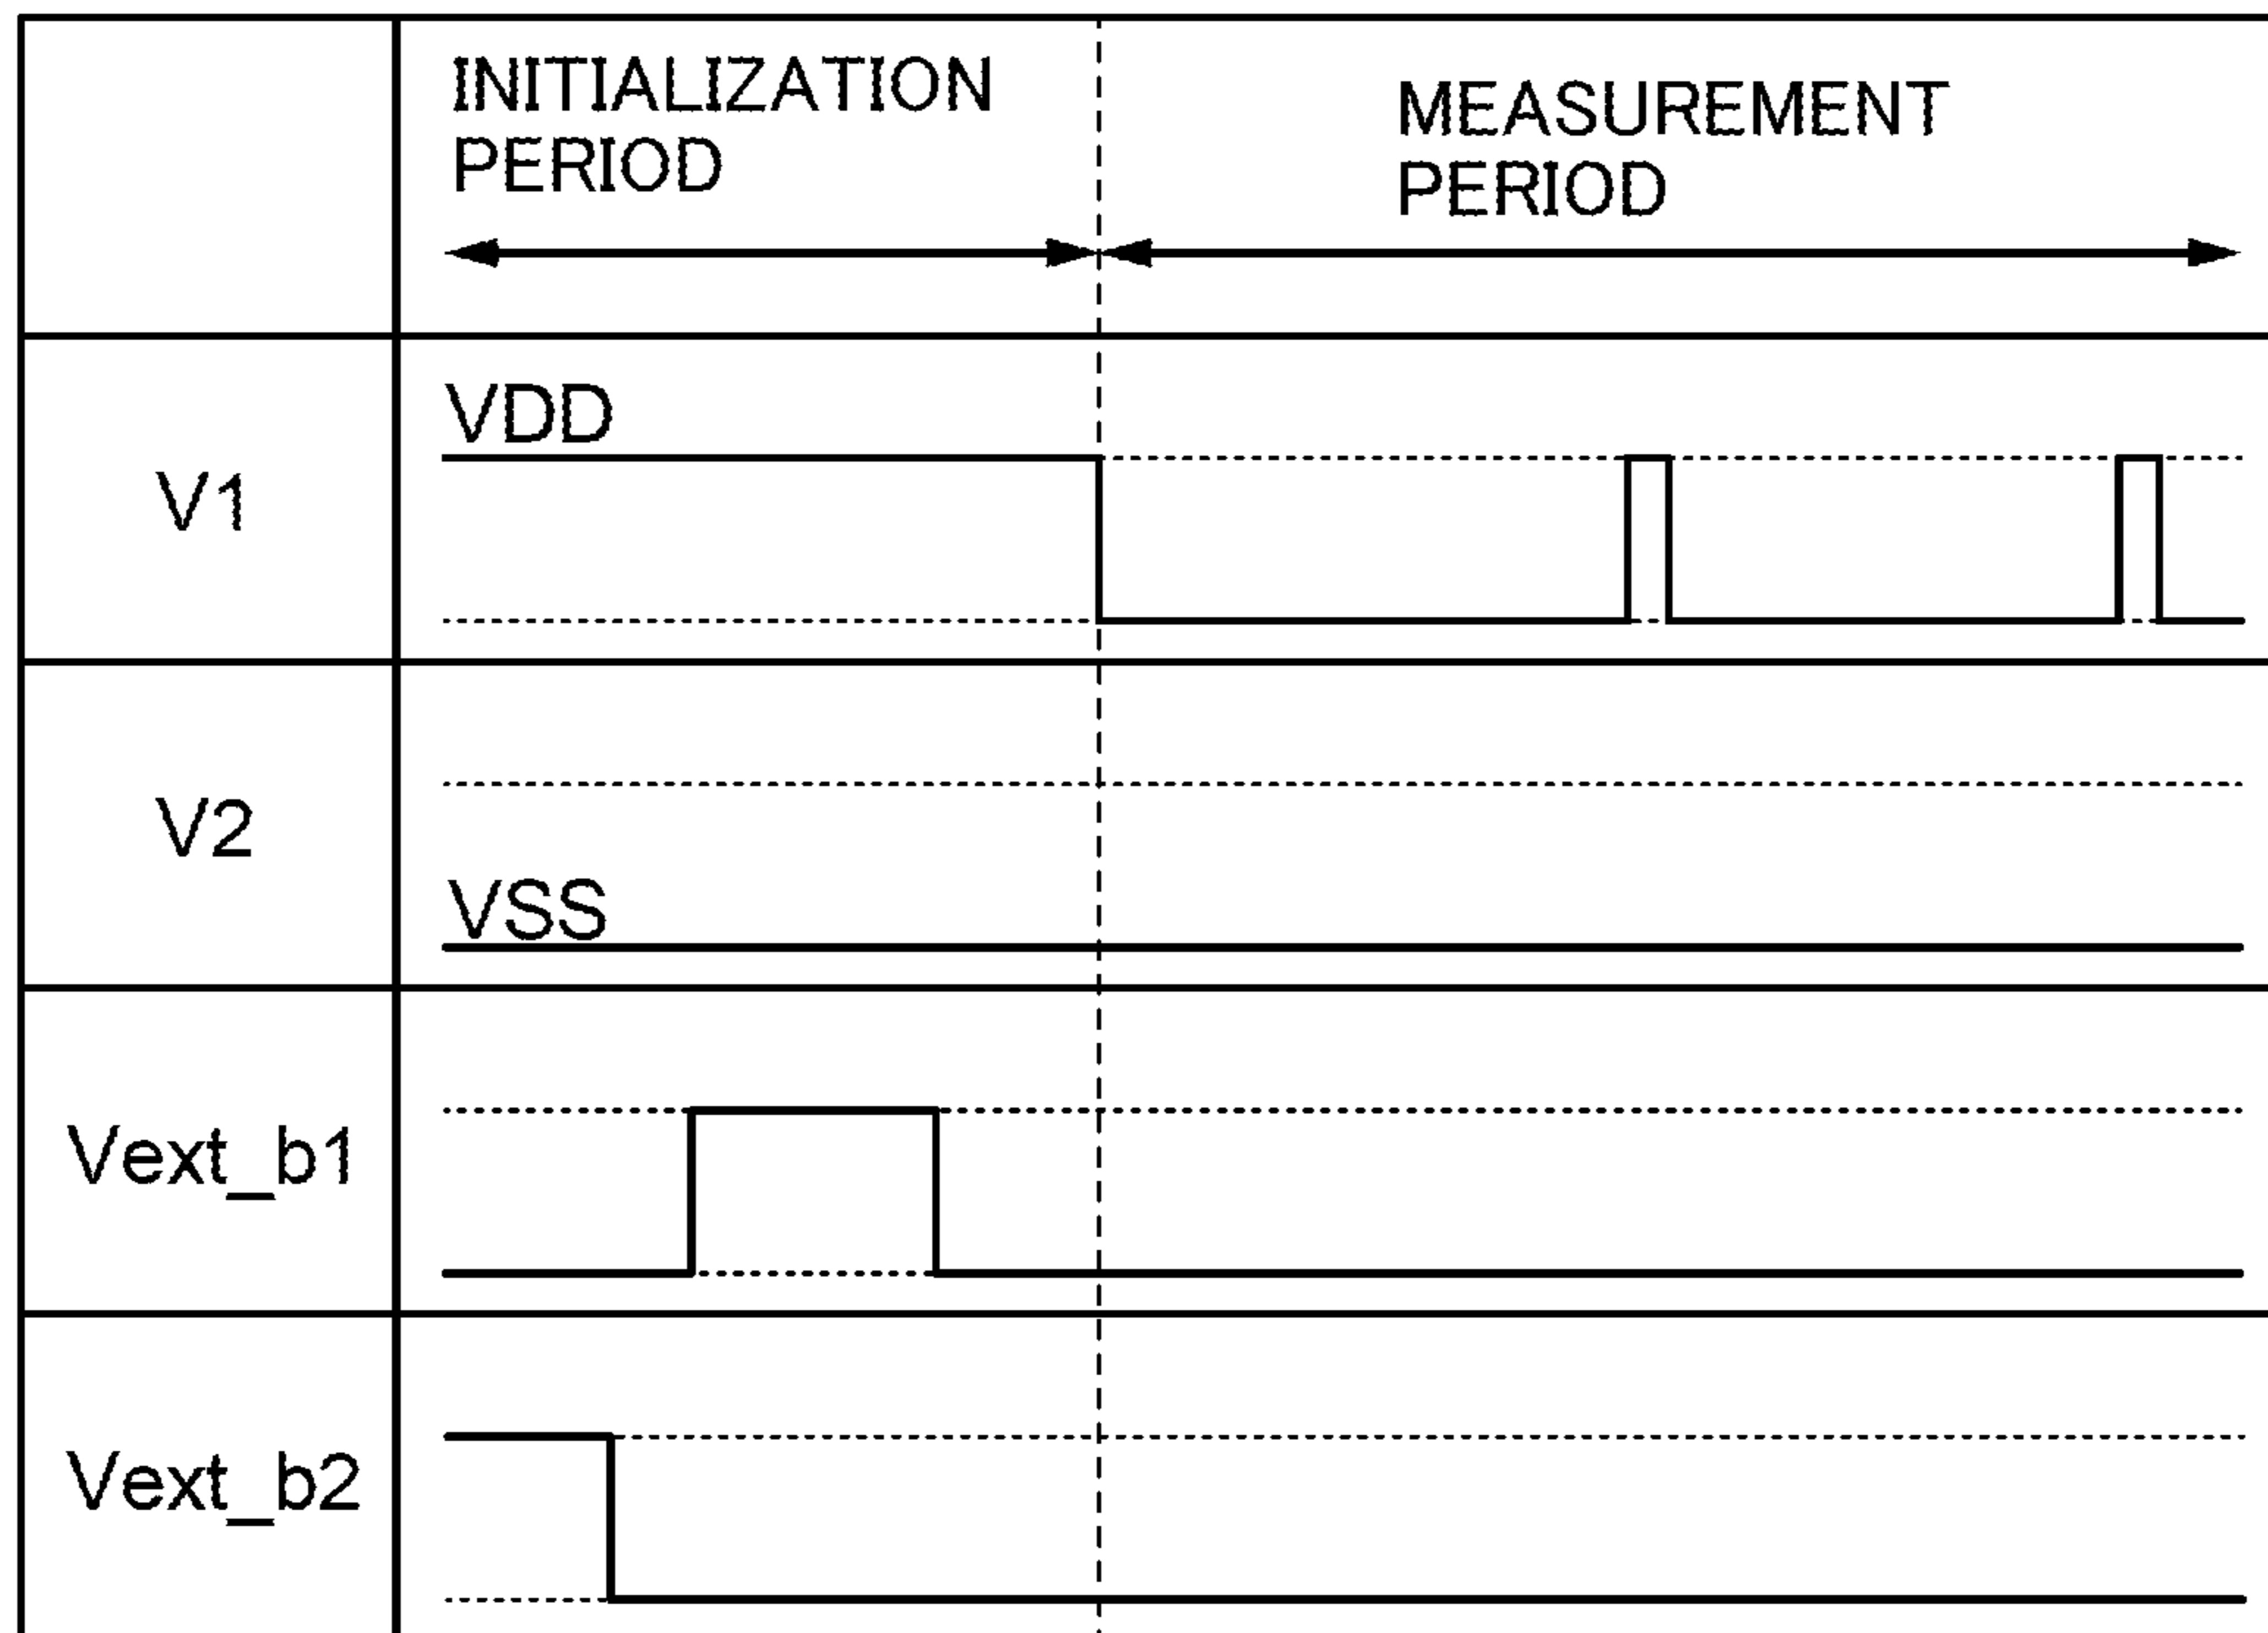 INITIALIZATION
PERIOD
MEASUREMENT
PERIOD
V1
VDD
V2
VSS
Vext_b1
Vext_b2